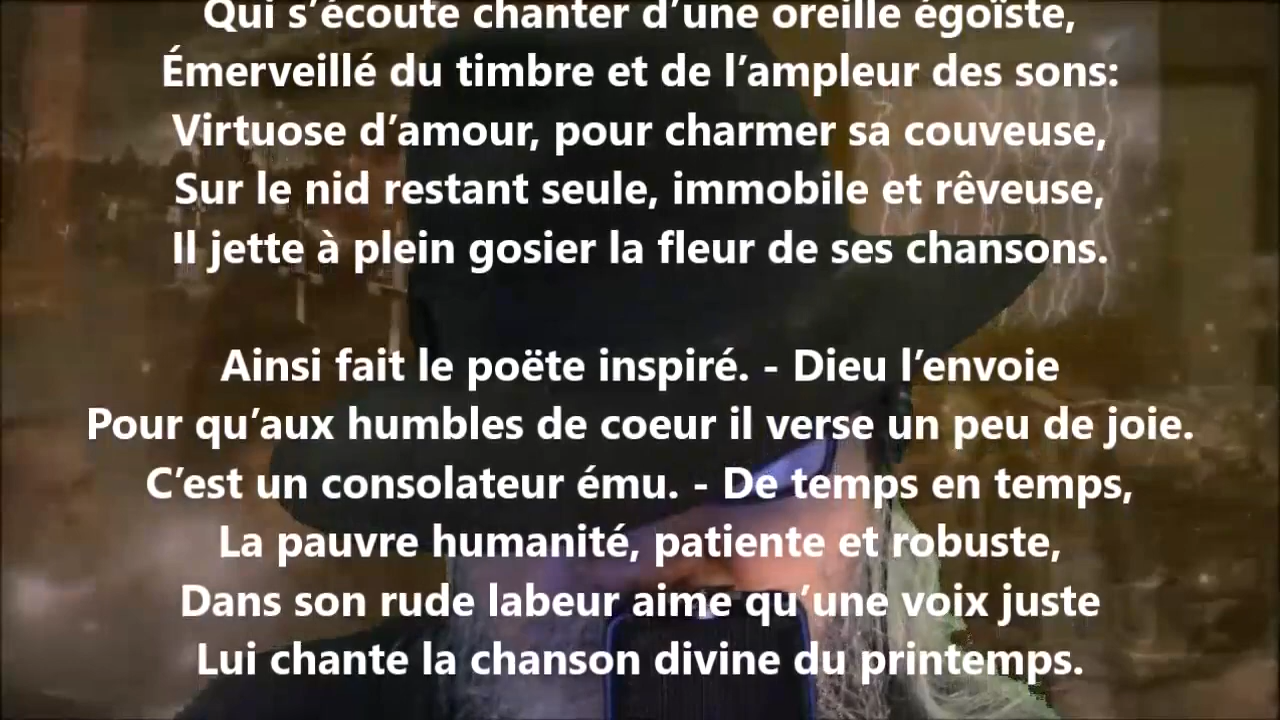 Qui s’écoute chanter d’une oreille égoïste,
Émerveillé du timbre et de l’ampleur des sons:
Virtuose d’amour, pour charmer sa couveuse,
Sur le nid restant seule, immobile et rêveuse,
Il jette à plein gosier la fleur de ses chansons.
Ainsi fait le poëte inspiré. - Dieu l’envoie
Pour qu’aux humbles de coeur il verse un peu de joie.
C’est un consolateur ému. - De temps en temps,
La pauvre humanité, patiente et robuste,
Dans son rude labeur aime qu’une voix juste
Lui chante la chanson divine du printemps.